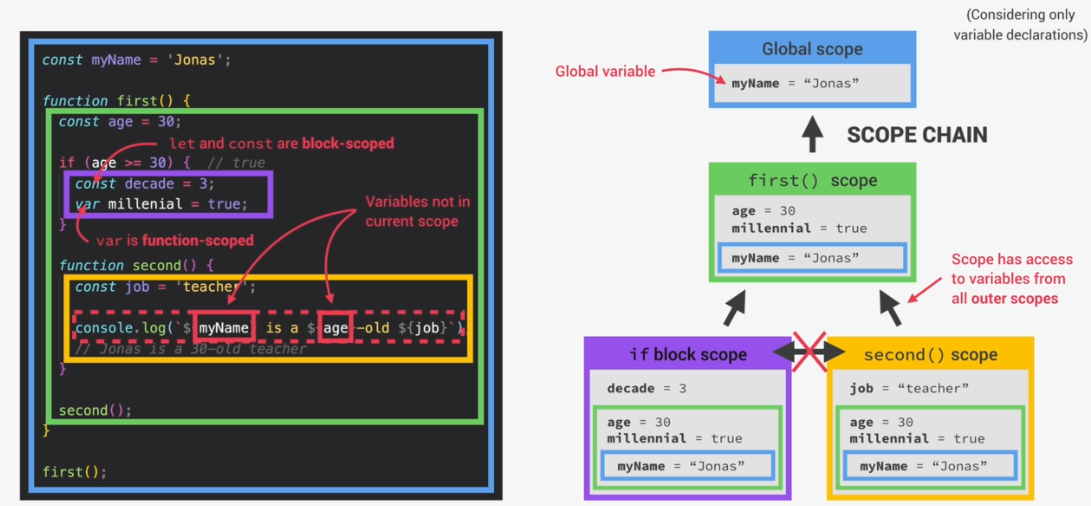 const myName = 'Jonas';
function first() {
const age = 30;
let and const are block-scoped
if (age >= 30) {  // true
const decade = 3;
var millenial = true;
}
var is function-scoped
Variables not in
current scope
function second() {
const job = 'teacher';
console.log(`${myName} is a ${age}-old ${job}`)
// Jonas is a 30-old teacher
}
second();
}
first();
(Considering only
variable declarations)
Global scope
Global variable
myName = “Jonas”
SCOPE CHAIN
first() scope
age = 30
millennial = true
myName = “Jonas”
Scope has access
to variables from
all outer scopes
if block scope
decade = 3
age = 30
millennial = true
myName = “Jonas”
second() scope
job = “teacher”
age = 30
millennial = true
myName = “Jonas”